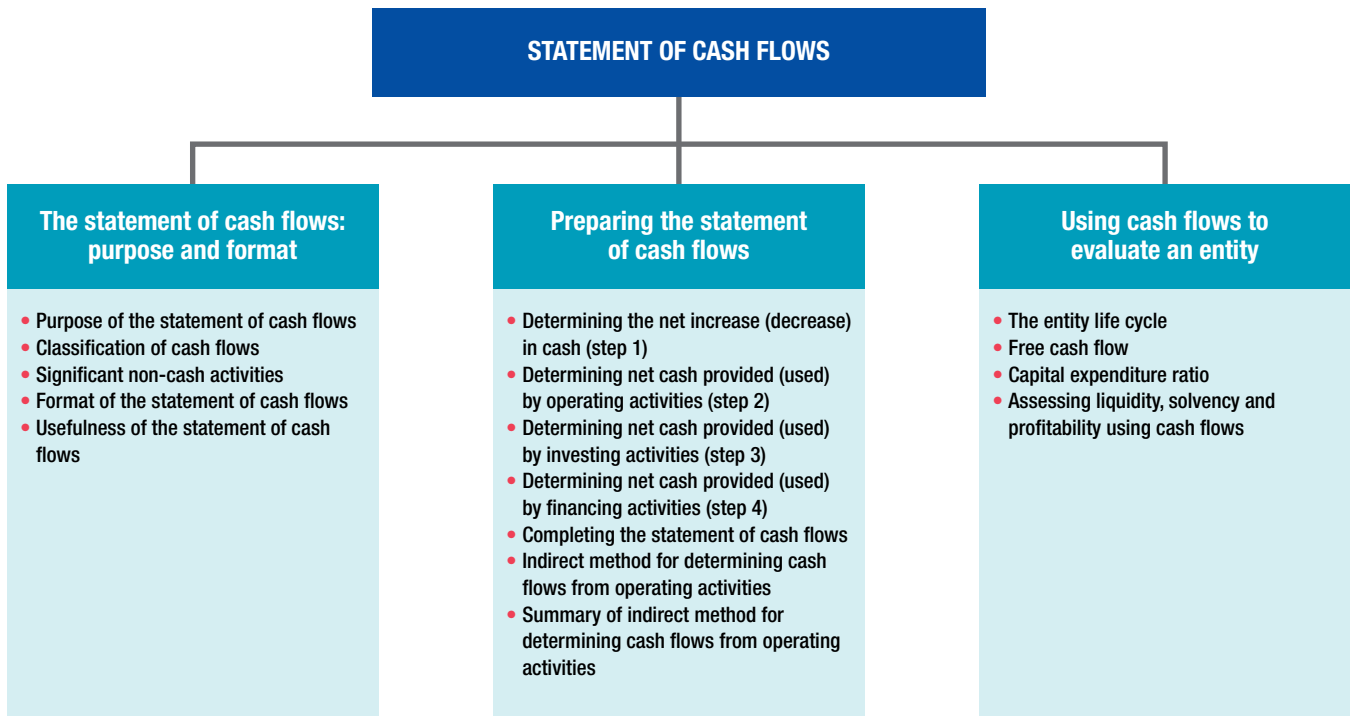 STATEMENT OF CASH FLOWS
The statement of cash flows:
purpose and format
• Purpose of the statement of cash flows
• Classification of cash flows
• Significant non-cash activities
• Format of the statement of cash flows
• Usefulness of the statement of cash
flows
Preparing the statement
of cash flows
• Determining the net increase (decrease)
in cash (step 1)
• Determining net cash provided (used)
by operating activities (step 2)
• Determining net cash provided (used)
by investing activities (step 3)
• Determining net cash provided (used)
by financing activities (step 4)
• Completing the statement of cash flows
• Indirect method for determining cash
flows from operating activities
• Summary of indirect method for
determining cash flows from operating
activities
Using cash flows to
evaluate an entity
• The entity life cycle
• Free cash flow
• Capital expenditure ratio
• Assessing liquidity, solvency and
profitability using cash flows